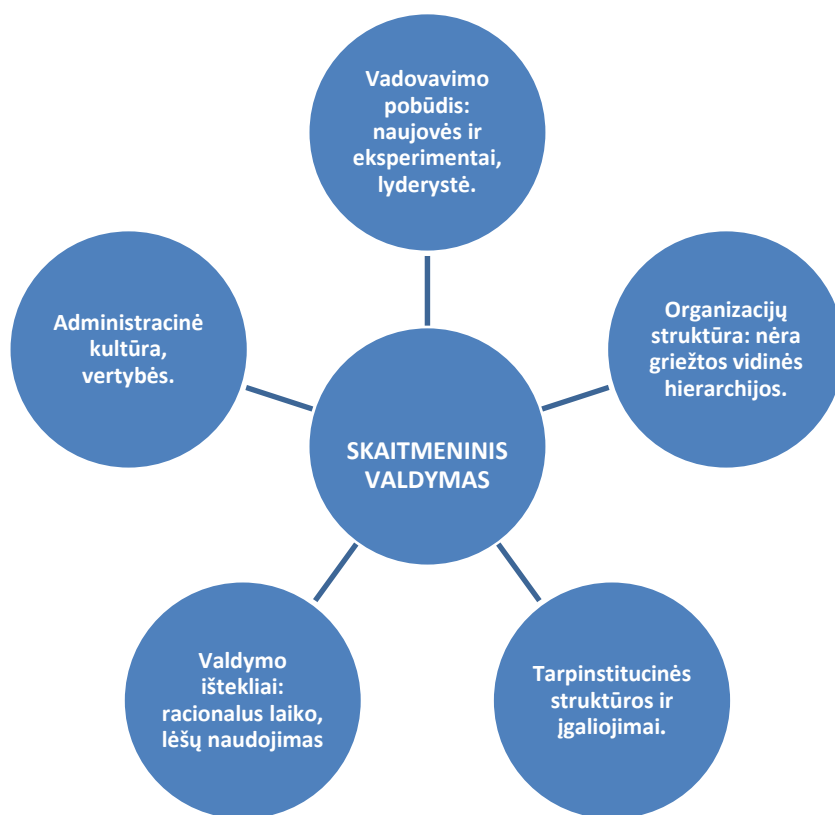 Vadovavimo
pobūdis:
naujovės ir
eksperimentai,
lyderystė.
Administracinė
kultūra,
vertybės.
Organizacijų
struktūra: nėra
griežtos vidinės
hierarchijos.
SKAITMENINIS
VALDYMAS
Valdymo
ištekliai:
racionalus laiko,
lėšų naudojimas
Tarpinstitucinės
struktūros ir
įgaliojimai.